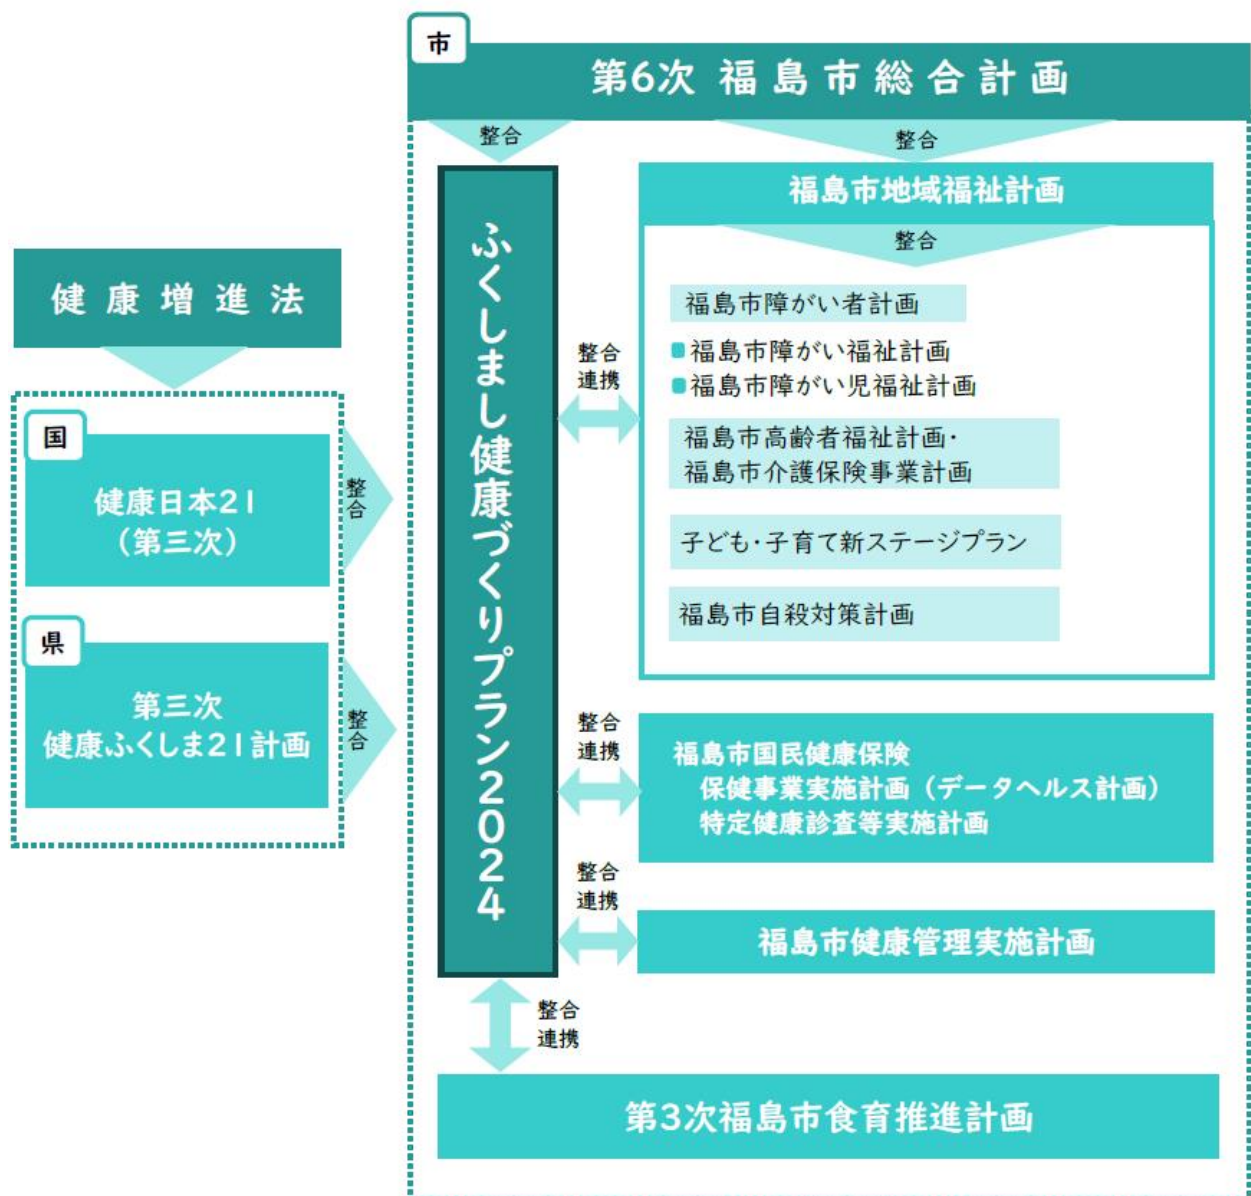 市
第6次 福島市総合計画
整合
整合
福島市地域福祉計画
整合
福島市障がい者計画
福島市障がい福祉計画
福島市障がい児福祉計画
福島市高齢者福祉計画・
福島市介護保険事業計画
子ども・子育て新ステージプラン
福島市自殺対策計画
健康増進法
国
健康日本21
（第三次）
整合
県
第三次
健康ふくしま21計画
整合
ふくしまし健康づくりプラン2024
整合
連携
整合
連携
福島市国民健康保険
保健事業実施計画（データヘルス計画）
特定健康診査等実施計画
整合
連携
福島市健康管理実施計画
整合
連携
第3次福島市食育推進計画